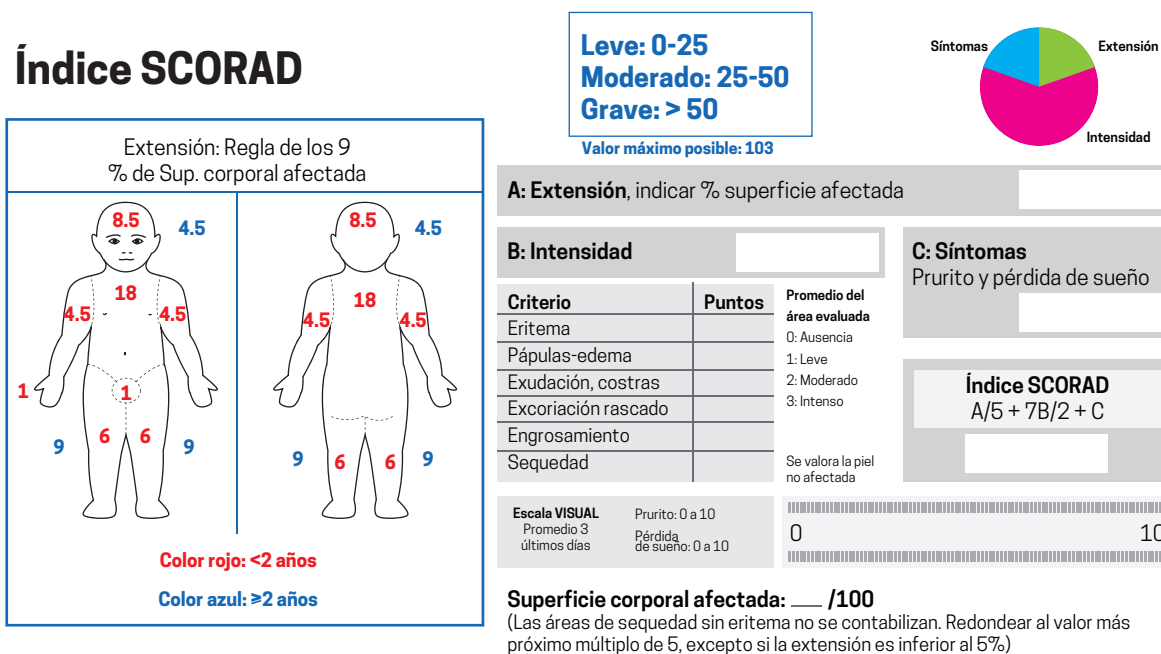 Índice SCORAD
Leve: 0-25
Moderado: 25-50
Grave: > 50
Valor máximo posible: 103
Síntomas
Extensión
Intensidad
Extensión: Regla de los 9
% de Sup. corporal afectada
8.5
4.5
18
4.5
4.5
1
1
6
6
9
9
8.5
4.5
18
4.5
4.5
9
6
6
9
Color rojo: <2 años
Color azul: ≥2 años
A: Extensión, indicar % superficie afectada
B: Intensidad
Criterio
Puntos
Eritema
Pápulas-edema
Exudación, costras
Excoriación rascado
Engrosamiento
Sequedad
Promedio del
área evaluada
0: Ausencia
1: Leve
2: Moderado
3: Intenso
Se valora la piel
no afectada
C: Síntomas
Prurito y pérdida de sueño
Índice SCORAD
A/5 + 7B/2 + C
Escala VISUAL
Promedio 3
últimos días
Prurito: 0 a 10
Pérdida
de sueño: 0 a 10
0
10
Superficie corporal afectada: ___ /100
(Las áreas de sequedad sin eritema no se contabilizan. Redondear al valor más
próximo múltiplo de 5, excepto si la extensión es inferior al 5%)